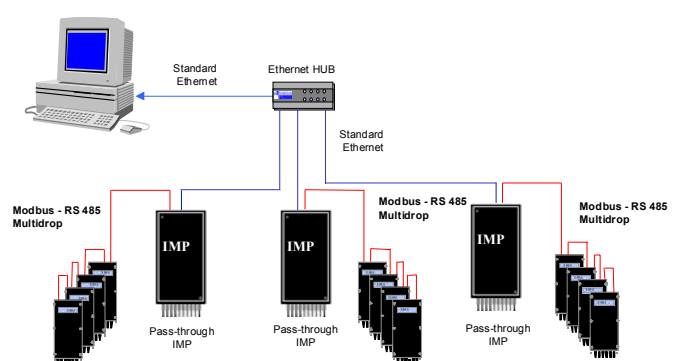 Standard
Ethernet
Ethernet HUB
Standard
Ethernet
Modbus - RS 485
Multidrop
IMP
IMP
Modbus - RS 485
Multidrop
IMP
Modbus - RS 485
Multidrop
Pass-through
IMP
Pass-through
IMP
Pass-through
IMP